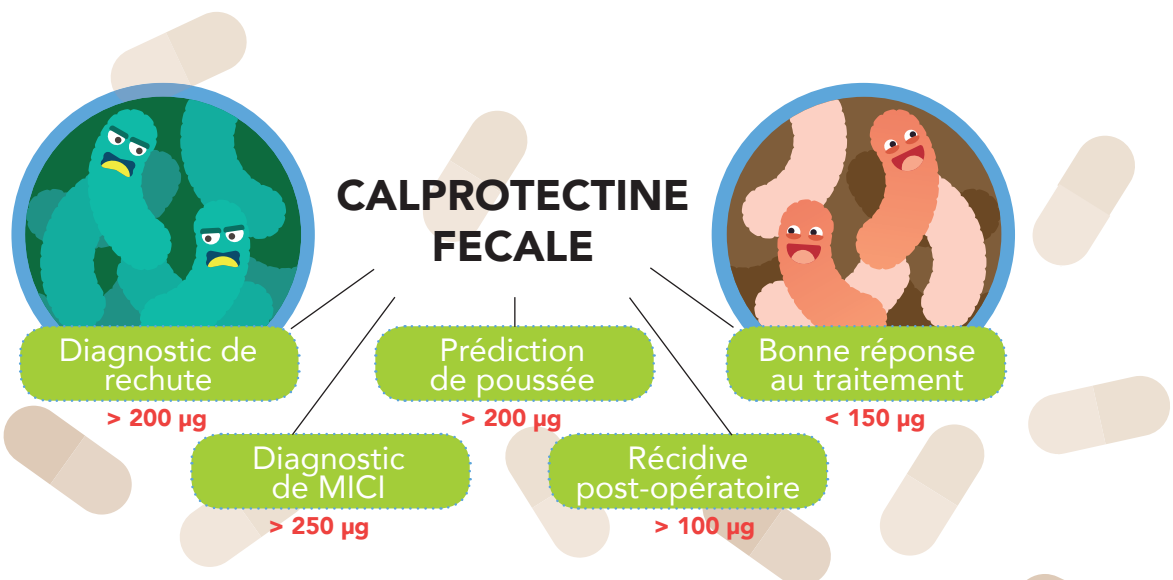 CALPROTECTINE
FECALE
Diagnostic de
rechute
> 200 µg
Prédiction
de poussée
> 200 µg
Bonne réponse
au traitement
< 150 µg
Diagnostic
de MICI
> 250 µg
Récidive
post-opératoire
> 100 µg